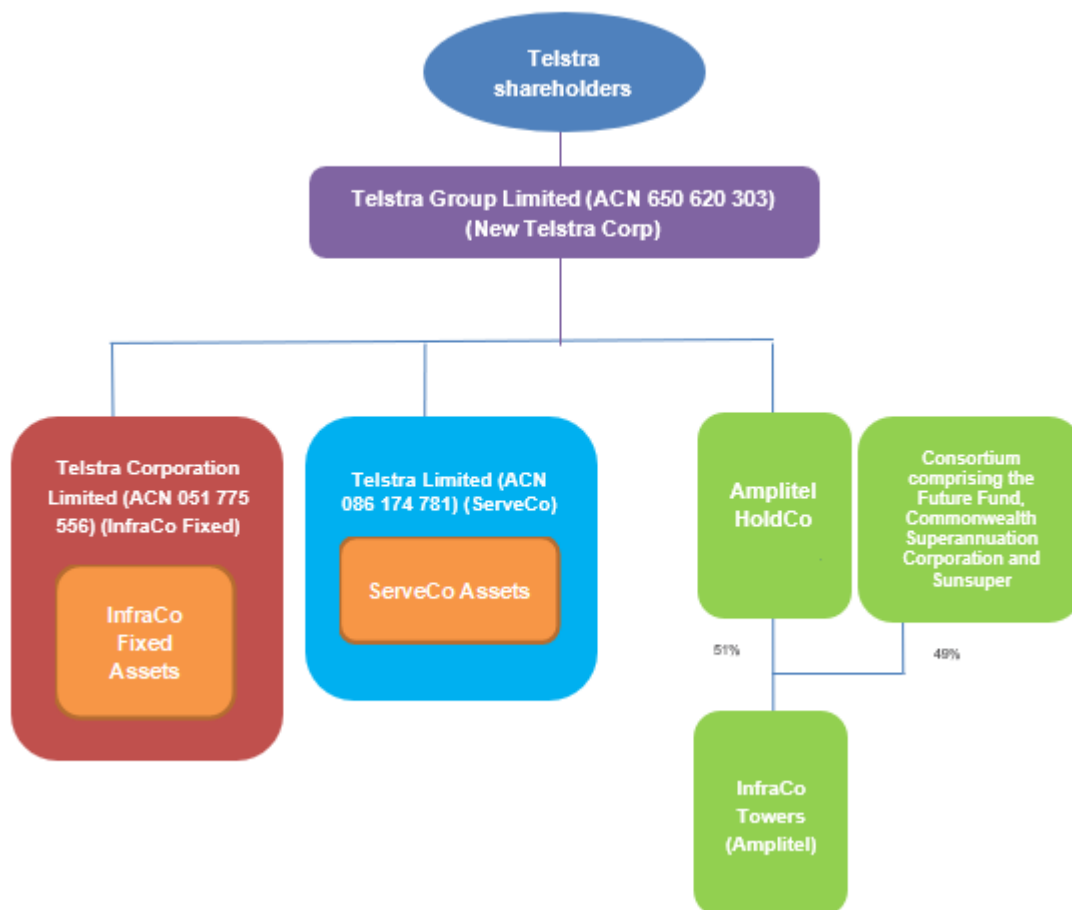 Telstra
shareholders
Telstra Group Limited (ACN 650 620 303)
(New Telstra Corp)
Telstra Corporation
Limited (ACN 051 775
556) (InfraCo Fixed)
InfraCo
Fixed
Assets
Telstra Limited (ACN
086 174 781) (ServeCo)
ServeCo Assets
Amplitel
HoldCo
Consortium
comprising the
Future Fund,
Commonwealth
Superannuation
Corporation and
Sunsuper
51%
49%
InfraCo
Towers
(Amplitel)